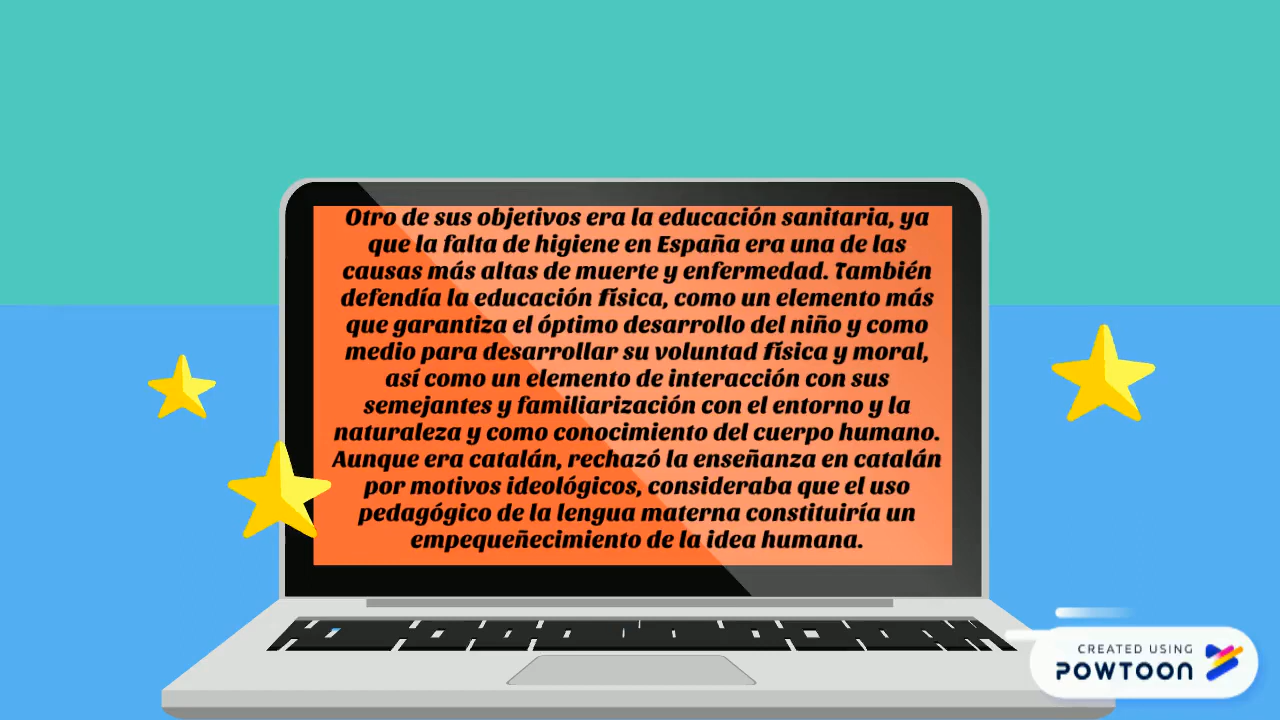 Otro de sus objetivos era la educación sanitaria, ya
que la falta de higiene en España era una de las
causas más altas de muerte y enfermedad. También
defendía la educación física, como un elemento más
que garantiza el óptimo desarrollo del niño y como
medio para desarrollar su voluntad física y moral,
así como un elemento de interacción con sus
semejantes y familiarización con el entorno y la
naturaleza y como conocimiento del cuerpo humano.
Aunque era catalán, rechazó la enseñanza en catalán
por motivos ideológicos, consideraba que el uso
pedagógico de la lengua materna constituiría un
empequeñecimiento de la idea humana.
CREATED USING
POWTOON